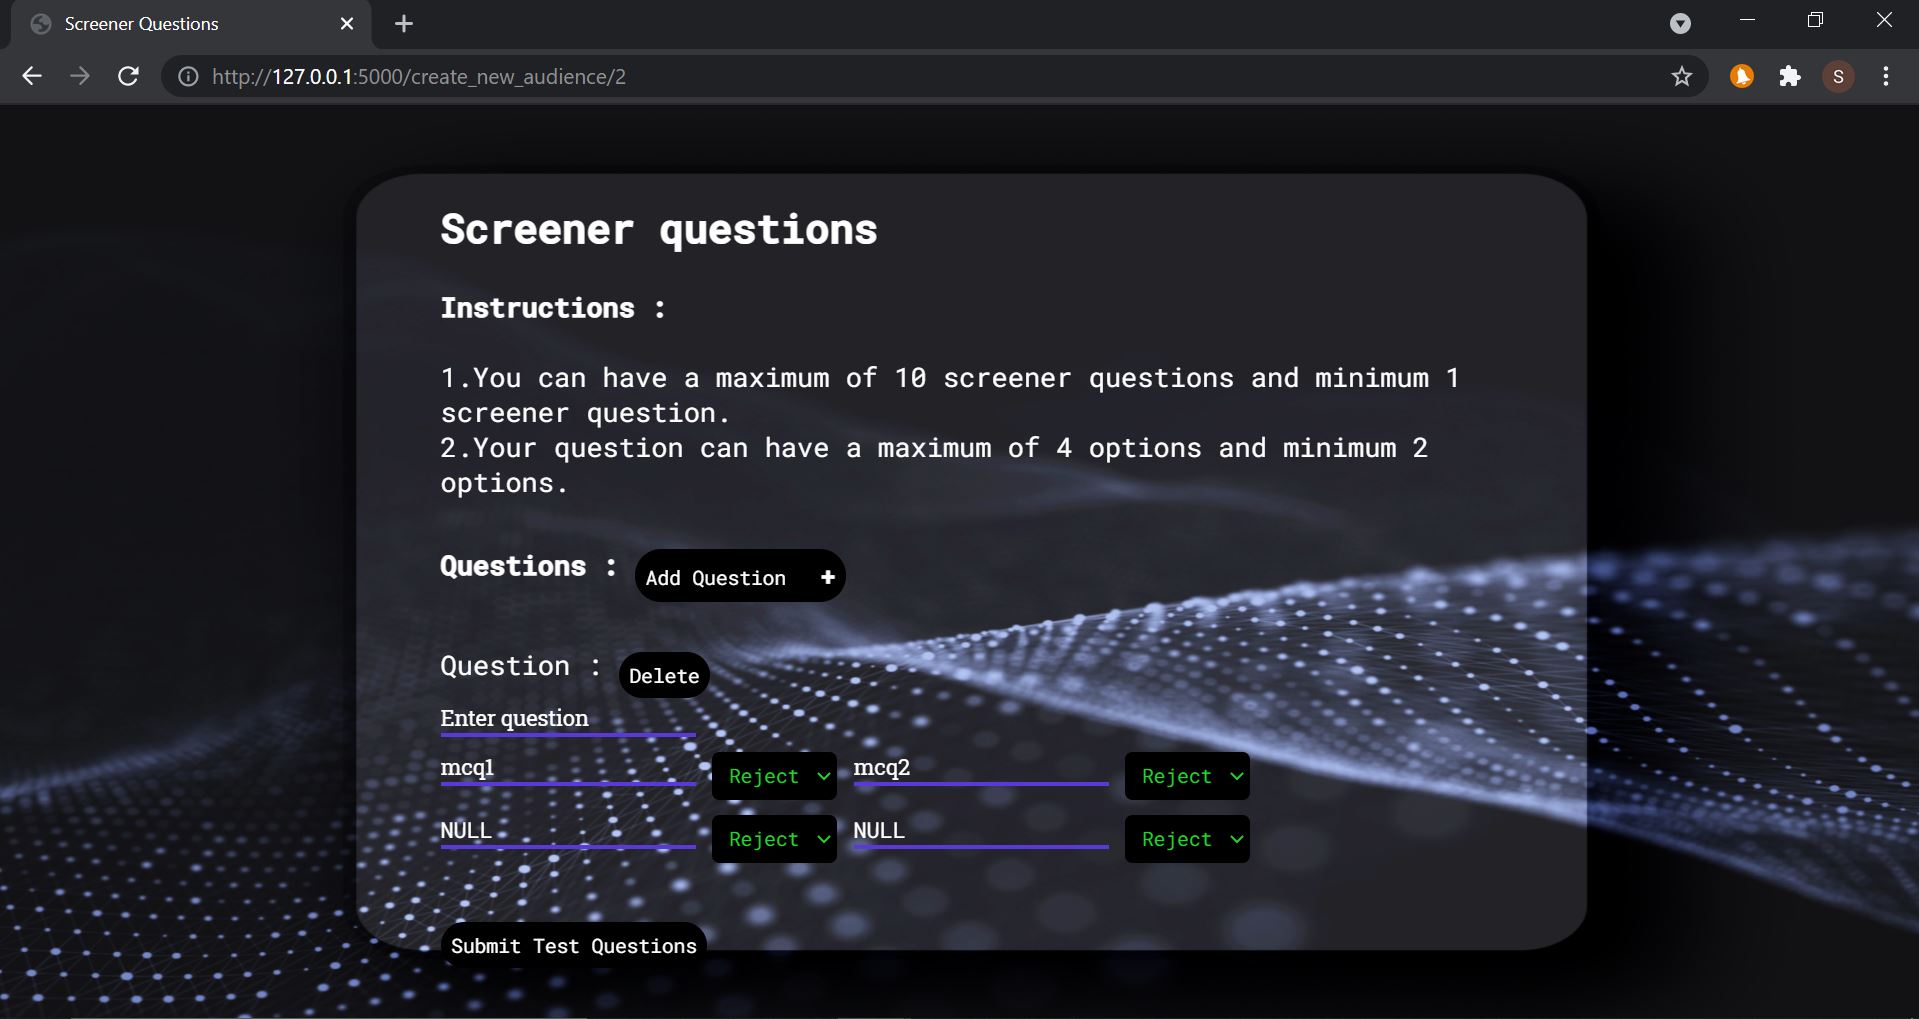 Screener Questions
http://127.0.0.1:5000/create_new_audience/2
S
Screener questions
Instructions :
1.You can have a maximum of 10 screener questions and minimum 1
screener question.
2.Your question can have a maximum of 4 options and minimum 2
options.
Questions : Add Question +
Question : Delete
Enter question
mcq1 Reject mcq2 Reject
NULL Reject NULL Reject
Submit Test Questions